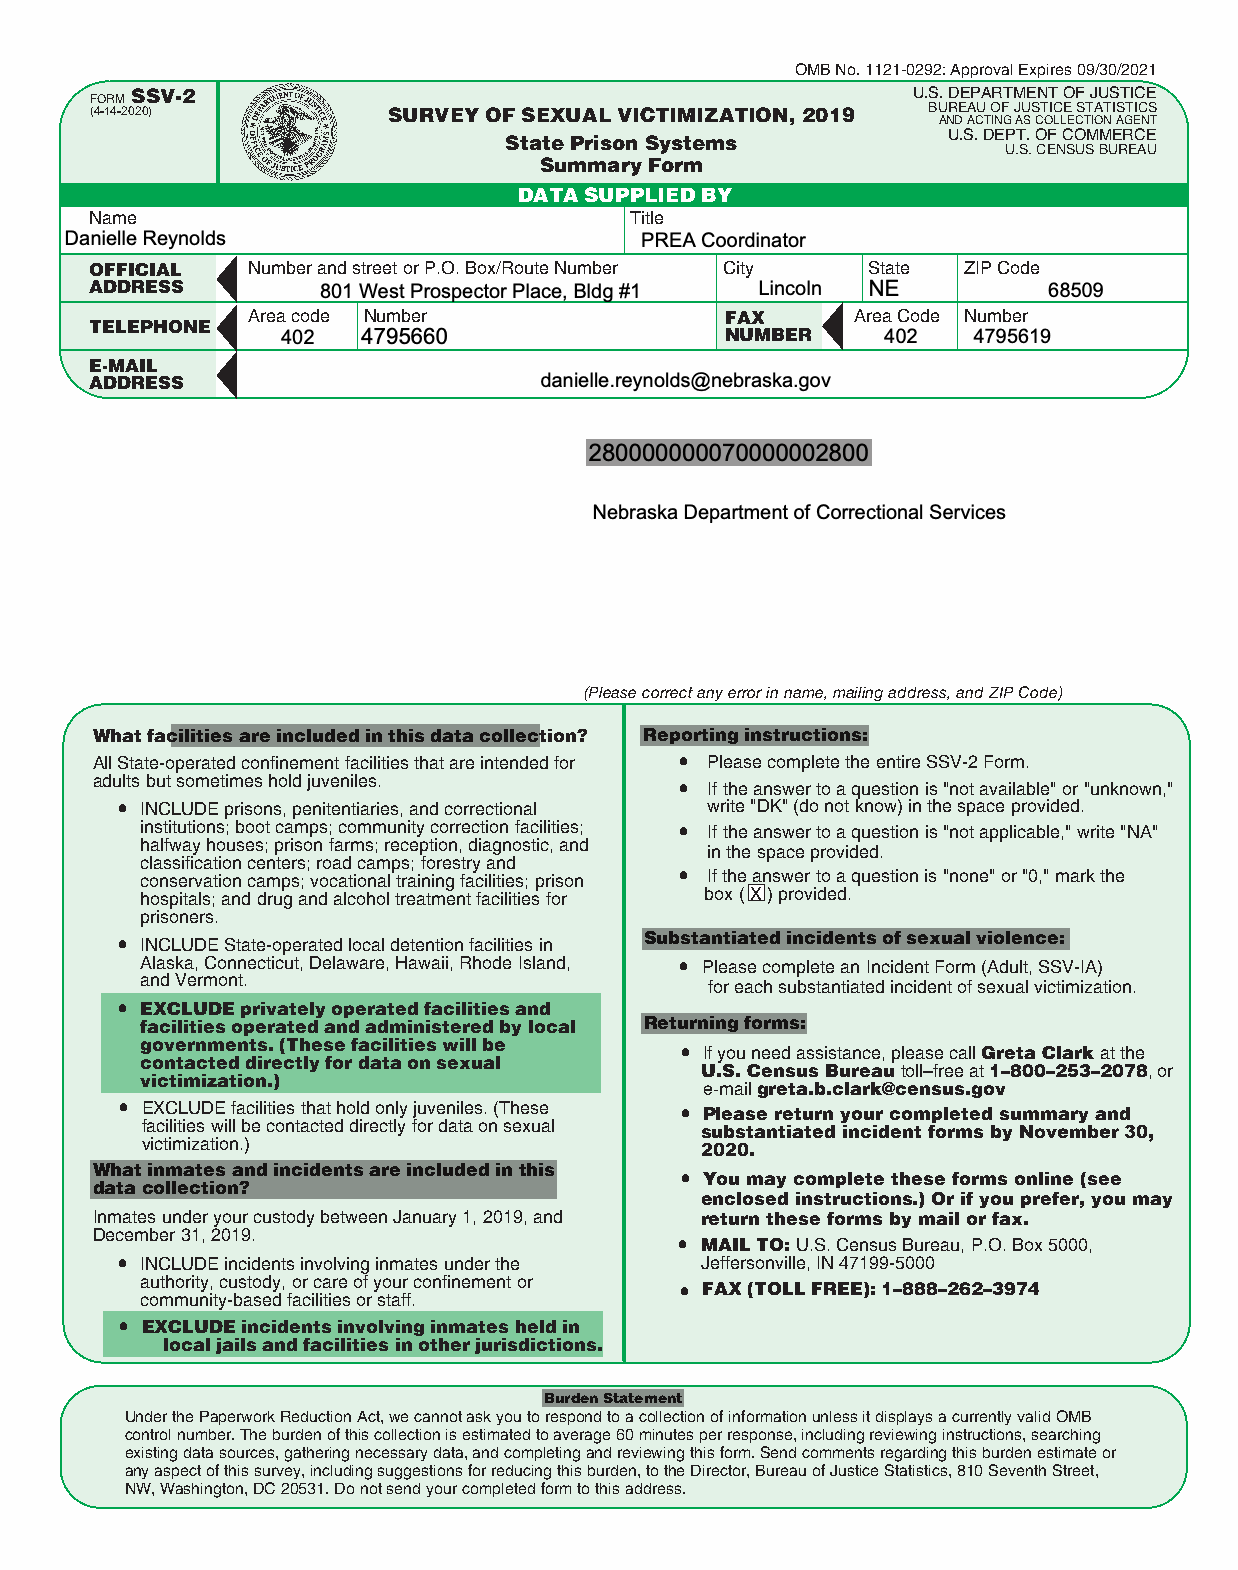 OMB No. 1121-0292: Approval Expires 09/30/2021
FORM SSV-2
(4-14-2020)
SURVEY OF SEXUAL VICTIMIZATION, 2019
State Prison Systems
Summary Form
U.S. DEPARTMENT OF JUSTICE
BUREAU OF JUSTICE STATISTICS
AND ACTING AS COLLECTION AGENT
U.S. DEPT. OF COMMERCE
U.S. CENSUS BUREAU
DATA SUPPLIED BY
Name
Danielle Reynolds
Title
PREA Coordinator
OFFICIAL
ADDRESS
Number and street or P.O. Box/Route Number
801 West Prospector Place, Bldg #1
City
Lincoln
State
NE
ZIP Code
68509
TELEPHONE
Area code
402
Number
4795660
FAX
NUMBER
Area Code
402
Number
4795619
E-MAIL
ADDRESS
danielle.reynolds@nebraska.gov
280000000070000002800
Nebraska Department of Correctional Services
(Please correct any error in name, mailing address, and ZIP Code)
What facilities are included in this data collection?
All State-operated confinement facilities that are intended for
adults but sometimes hold juveniles.
• INCLUDE prisons, penitentiaries, and correctional
institutions; boot camps; community correction facilities;
halfway houses; prison farms; reception, diagnostic, and
classification centers; road camps; forestry and
conservation camps; vocational training facilities; prison
hospitals; and drug and alcohol treatment facilities for
prisoners.
• INCLUDE State-operated local detention facilities in
Alaska, Connecticut, Delaware, Hawaii, Rhode Island,
and Vermont.
• EXCLUDE privately operated facilities and
facilities operated and administered by local
governments. (These facilities will be
contacted directly for data on sexual
victimization.)
• EXCLUDE facilities that hold only juveniles. (These
facilities will be contacted directly for data on sexual
victimization.)
What inmates and incidents are included in this
data collection?
Inmates under your custody between January 1, 2019, and
December 31, 2019.
• INCLUDE incidents involving inmates under the
authority, custody, or care of your confinement or
community-based facilities or staff.
• EXCLUDE incidents involving inmates held in
local jails and facilities in other jurisdictions.
Reporting instructions:
• Please complete the entire SSV-2 Form.
• If the answer to a question is "not available" or "unknown,"
write "DK" (do not know) in the space provided.
• If the answer to a question is "not applicable," write "NA"
in the space provided.
• If the answer to a question is "none" or "0," mark the
box ( X ) provided.
Substantiated incidents of sexual violence:
• Please complete an Incident Form (Adult, SSV-IA)
for each substantiated incident of sexual victimization.
Returning forms:
• If you need assistance, please call Greta Clark at the
U.S. Census Bureau toll–free at 1–800–253–2078, or
e-mail greta.b.clark@census.gov
• Please return your completed summary and
substantiated incident forms by November 30,
2020.
• You may complete these forms online (see
enclosed instructions.) Or if you prefer, you may
return these forms by mail or fax.
• MAIL TO: U.S. Census Bureau, P.O. Box 5000,
Jeffersonville, IN 47199-5000
• FAX (TOLL FREE): 1–888–262–3974
Burden Statement
Under the Paperwork Reduction Act, we cannot ask you to respond to a collection of information unless it displays a currently valid OMB
control number. The burden of this collection is estimated to average 60 minutes per response, including reviewing instructions, searching
existing data sources, gathering necessary data, and completing and reviewing this form. Send comments regarding this burden estimate or
any aspect of this survey, including suggestions for reducing this burden, to the Director, Bureau of Justice Statistics, 810 Seventh Street,
NW, Washington, DC 20531. Do not send your completed form to this address.